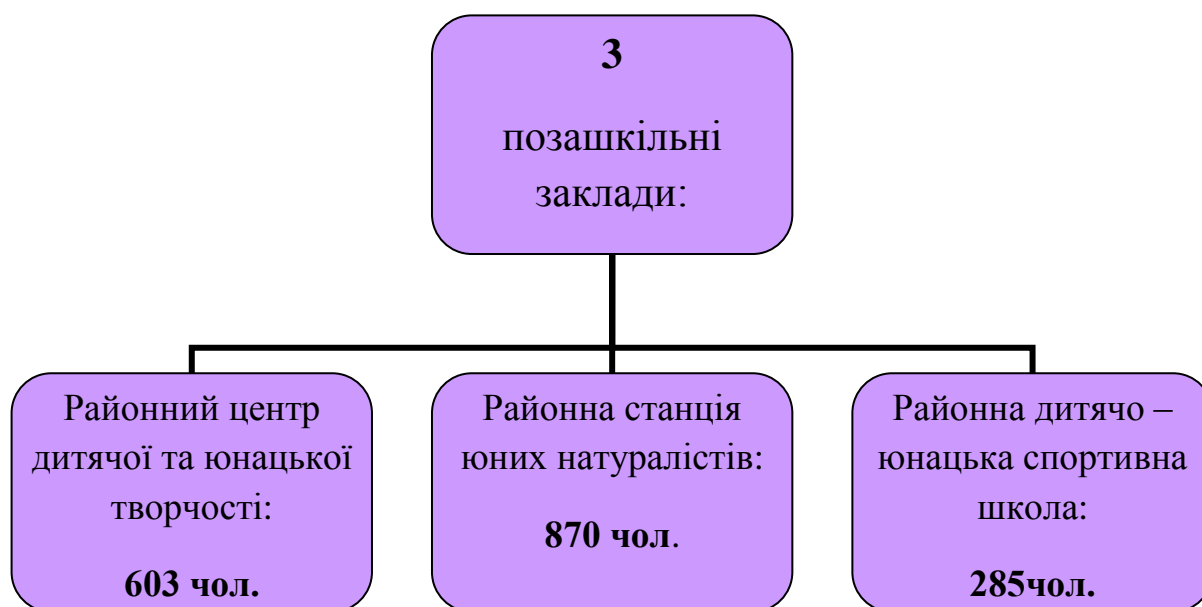 3
позашкільні
заклади:
Районний центр
дитячої та юнацької
творчості:
603 чол.
Районна станція
юних натуралістів:
870 чол.
Районна дитячо –
юнацька спортивна
школа:
285чол.